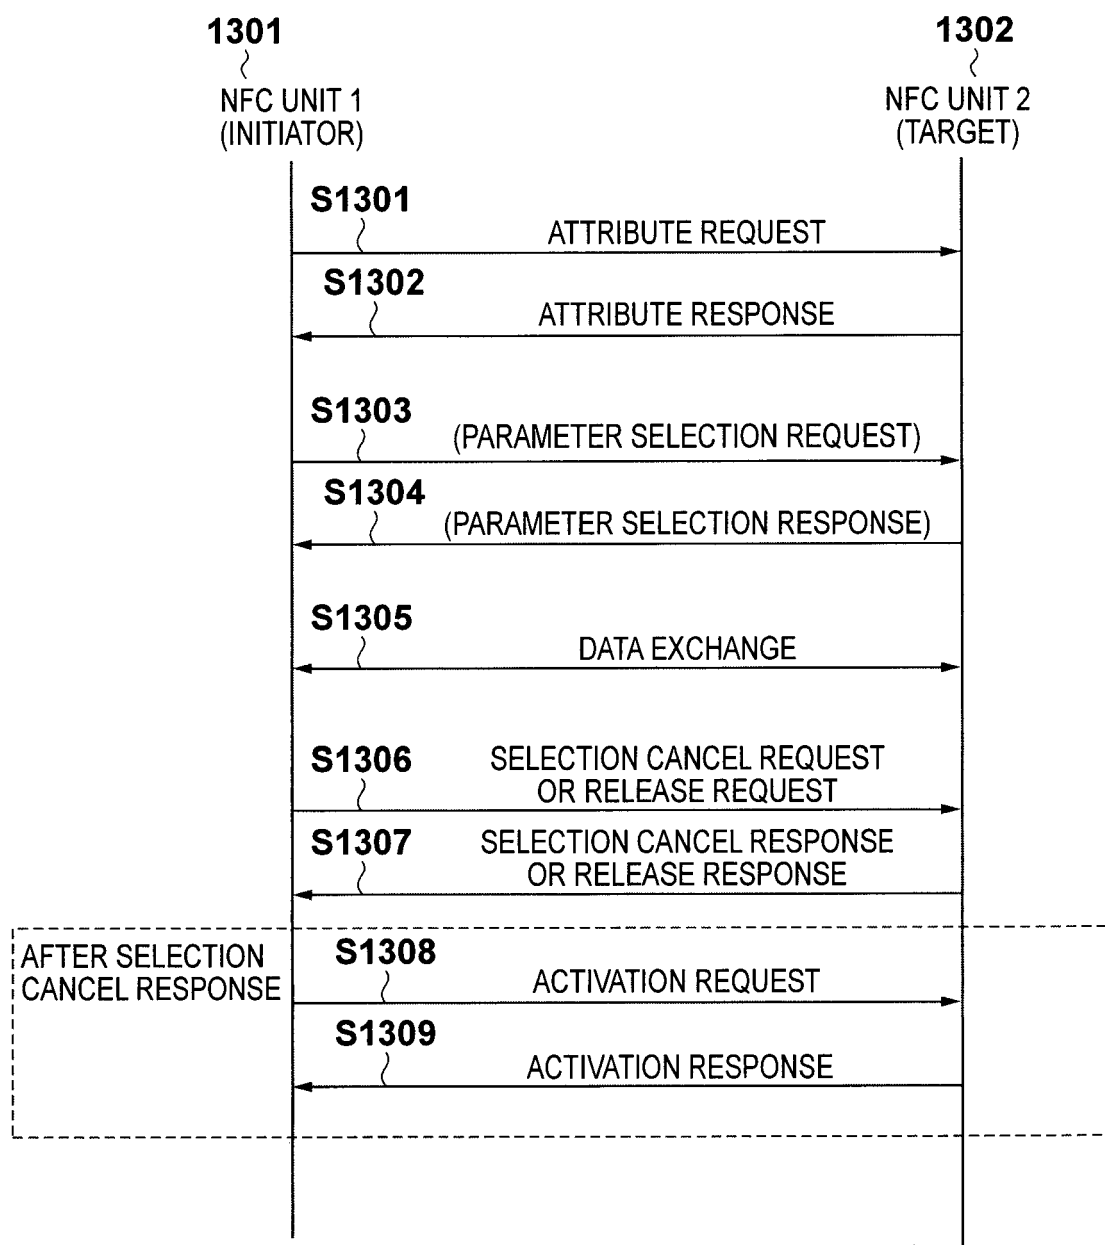 1301
1302
NFC UNIT 1
(INITIATOR)
NFC UNIT 2
(TARGET)
S1301
ATTRIBUTE REQUEST
S1302
ATTRIBUTE RESPONSE
S1303
(PARAMETER SELECTION REQUEST)
S1304
(PARAMETER SELECTION RESPONSE)
S1305
DATA EXCHANGE
S1306
SELECTION CANCEL REQUEST
OR RELEASE REQUEST
S1307
SELECTION CANCEL RESPONSE
OR RELEASE RESPONSE
AFTER SELECTION
CANCEL RESPONSE
S1308
ACTIVATION REQUEST
S1309
ACTIVATION RESPONSE